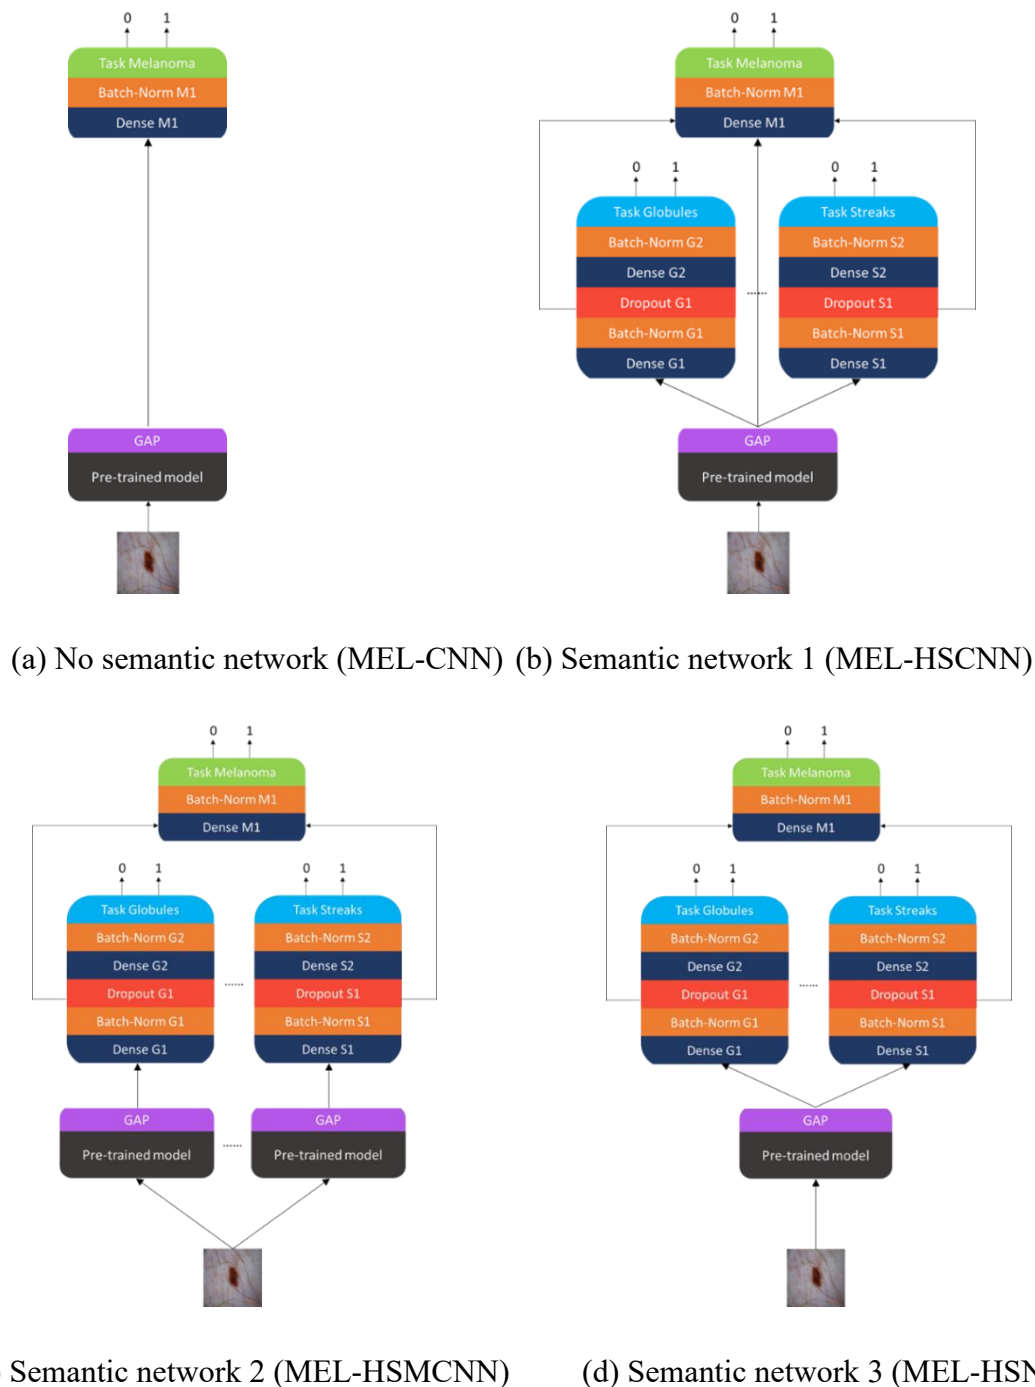 0 1
Task Melanoma
Batch-Norm M1
Dense M1
GAP
Pre-trained model
(a) No semantic network (MEL-CNN)
0 1
Task Melanoma
Batch-Norm M1
Dense M1
0 1
Task Globules
Batch-Norm G2
Dense G2
Dropout G1
Batch-Norm G1
Dense G1
......
0 1
Task Streaks
Batch-Norm S2
Dense S2
Dropout S1
Batch-Norm S1
Dense S1
GAP
Pre-trained model
(b) Semantic network 1 (MEL-HSCNN)
0 1
Task Melanoma
Batch-Norm M1
Dense M1
0 1
Task Globules
Batch-Norm G2
Dense G2
Dropout G1
Batch-Norm G1
Dense G1
......
0 1
Task Streaks
Batch-Norm S2
Dense S2
Dropout S1
Batch-Norm S1
Dense S1
GAP
Pre-trained model
......
GAP
Pre-trained model
) Semantic network 2 (MEL-HSMCNN)
0 1
Task Melanoma
Batch-Norm M1
Dense M1
0 1
Task Globules
Batch-Norm G2
Dense G2
Dropout G1
Batch-Norm G1
Dense G1
......
0 1
Task Streaks
Batch-Norm S2
Dense S2
Dropout S1
Batch-Norm S1
Dense S1
GAP
Pre-trained model
(d) Semantic network 3 (MEL-HSN